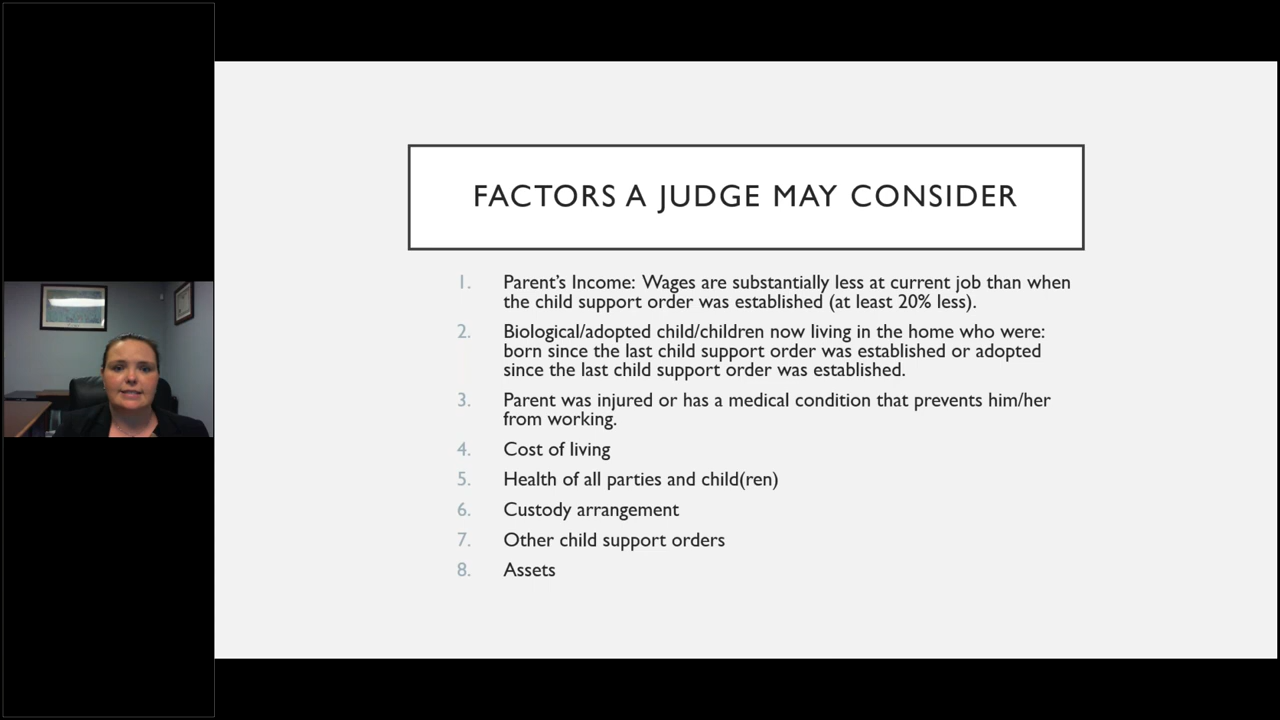 FACTORS A JUDGE MAY CONSIDER
1. Parent's Income: Wages are substantially less at current job than when
the child support order was established (at least 20% less).
2. Biological/adopted child/children now living in the home who were:
born since the last child support order was established or adopted
since the last child support order was established.
3. Parent was injured or has a medical condition that prevents him/her
from working.
4. Cost of living
5. Health of all parties and child(ren)
6. Custody arrangement
7. Other child support orders
8. Assets